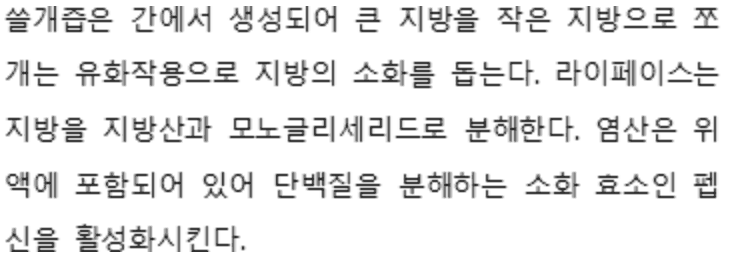 쓸개즙은 간에서 생성되어 큰 지방을 작은 지방으로 쪼
개는 유화작용으로 지방의 소화를 돕는다. 라이페이스는
지방을 지방산과 모노글리세리드로 분해한다. 염산은 위
액에 포함되어 있어 단백질을 분해하는 소화 효소인 펩
신을 활성화시킨다.